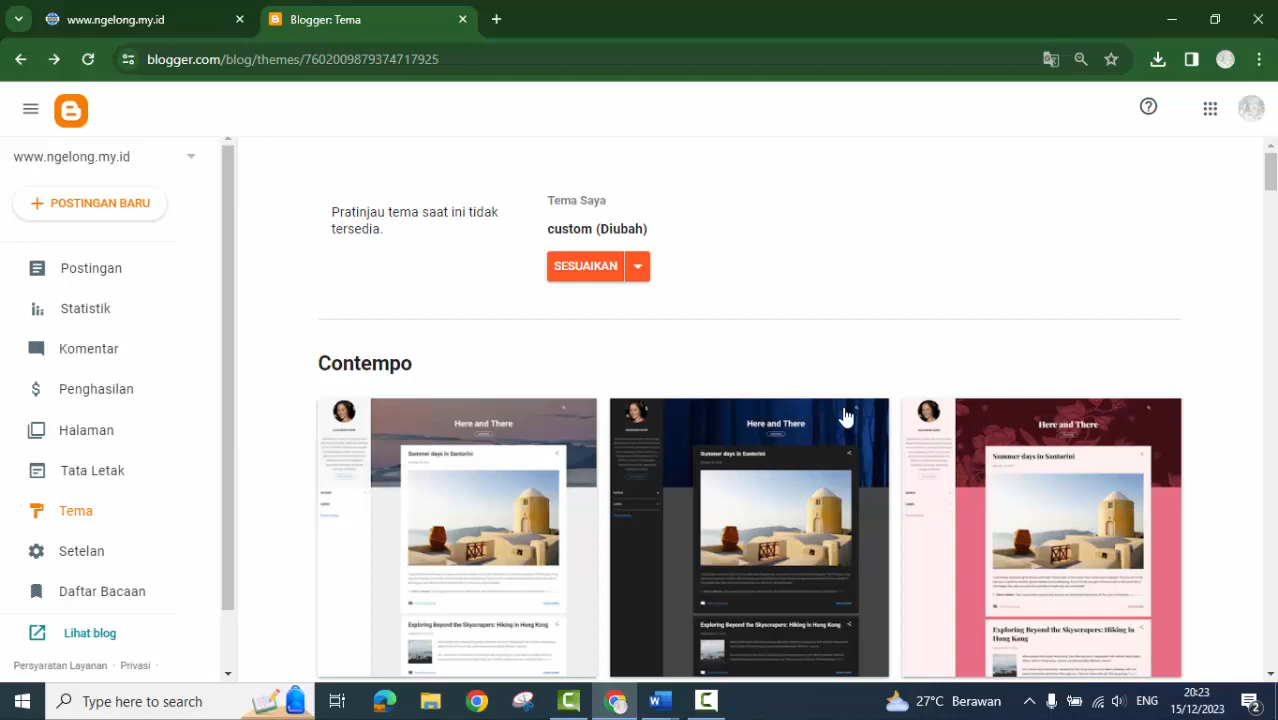 www.ngelong.my.id
Blogger: Tema
blogger.com/blog/themes/7602009879374717925
www.ngelong.my.id
POSTINGAN BARU
Postingan
Statistik
Komentar
Penghasilan
Halaman
Tata Letak
Tema
Setelan
Daftar Bacaan
Lihat Blog
Persyaratan Layanan · Privasi ·
Pratinjau tema saat ini tidak
tersedia.
Tema Saya
custom (Diubah)
SESUAIKAN
Contempo
Here and There
Summer days in Santorini
Exploring Beyond the Skyscrapers: Hiking in Hong Kong
Here and There
Summer days in Santorini
Exploring Beyond the Skyscrapers: Hiking in Hong Kong
Here and There
Summer days in Santorini
Exploring Beyond the Skyscrapers: Hiking in
Hong Kong
Type here to search
27°C Berawan
ENG
20:23
15/12/2023
2